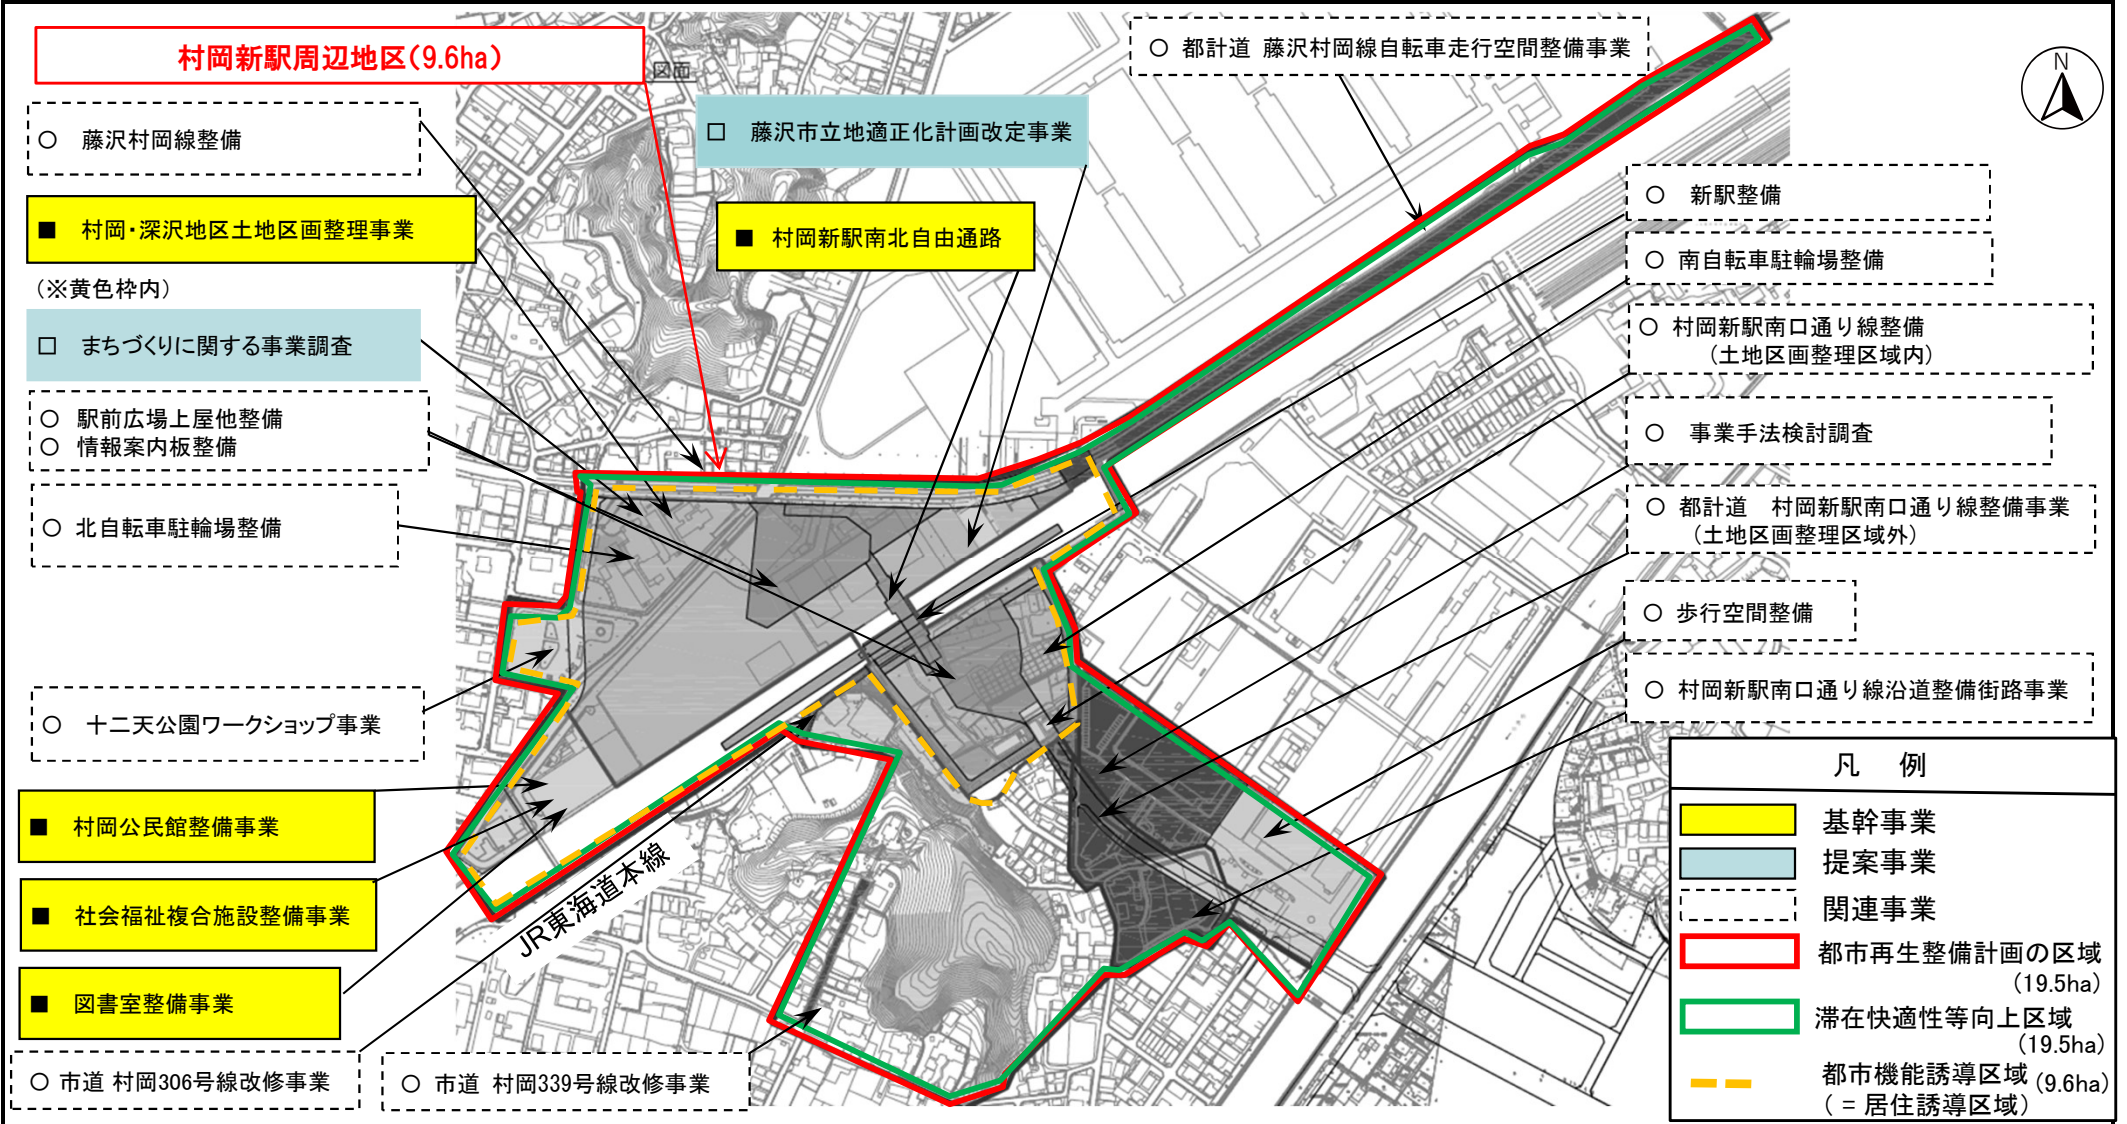 村岡新駅周辺地区(9.6ha)
図面
○ 都計道 藤沢村岡線自転車走行空間整備事業
N
○ 藤沢村岡線整備
□ 藤沢市立地適正化計画改定事業
■ 村岡・深沢地区土地区画整理事業
(※黄色枠内)
■ 村岡新駅南北自由通路
□ まちづくりに関する事業調査
○ 駅前広場上屋他整備
○ 情報案内板整備
○ 北自転車駐輪場整備
○ 十二天公園ワークショップ事業
■ 村岡公民館整備事業
■ 社会福祉複合施設整備事業
■ 図書室整備事業
○ 市道 村岡306号線改修事業
○ 市道 村岡339号線改修事業
JR東海道本線
○ 新駅整備
○ 南自転車駐輪場整備
○ 村岡新駅南口通り線整備
(土地区画整理区域内)
○ 事業手法検討調査
○ 都計道 村岡新駅南口通り線整備事業
(土地区画整理区域外)
○ 歩行空間整備
○ 村岡新駅南口通り線沿道整備街路事業
凡 例
基幹事業
提案事業
関連事業
都市再生整備計画の区域
(19.5ha)
滞在快適性等向上区域
(19.5ha)
都市機能誘導区域 (9.6ha)
( = 居住誘導区域)